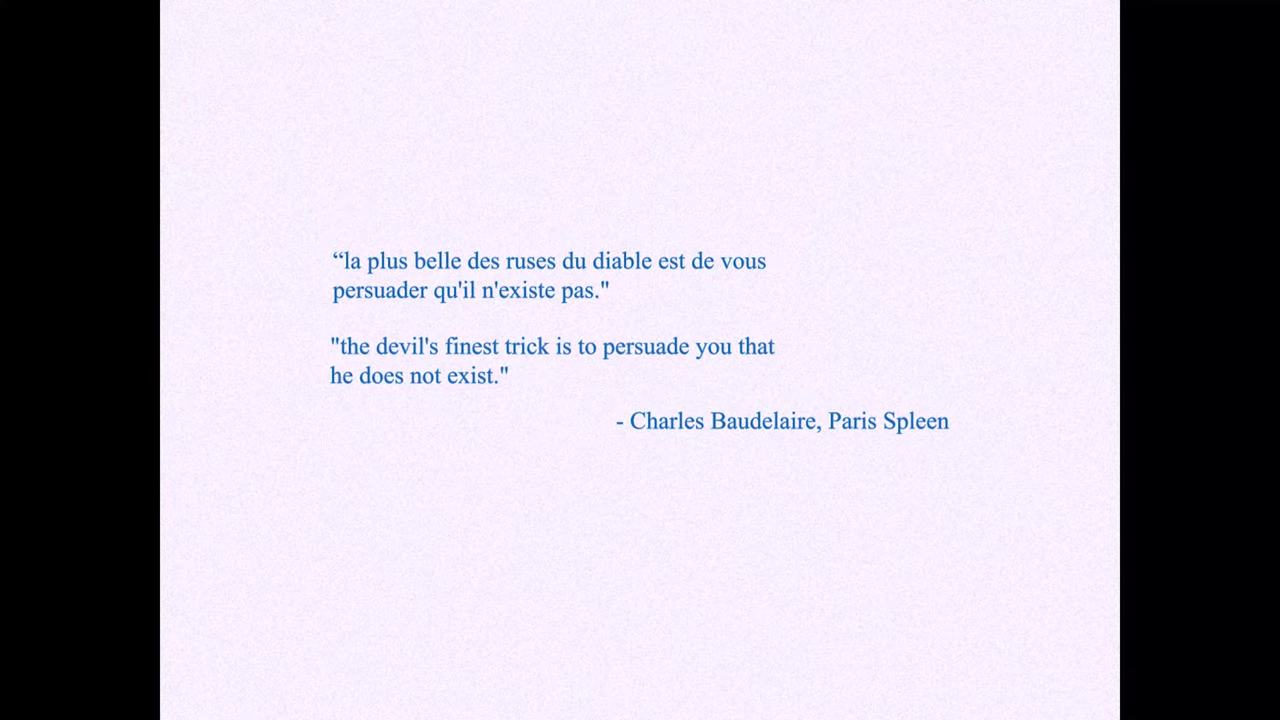 “la plus belle des ruses du diable est de vous
persuader qu'il n'existe pas."
"the devil's finest trick is to persuade you that
he does not exist."
- Charles Baudelaire, Paris Spleen